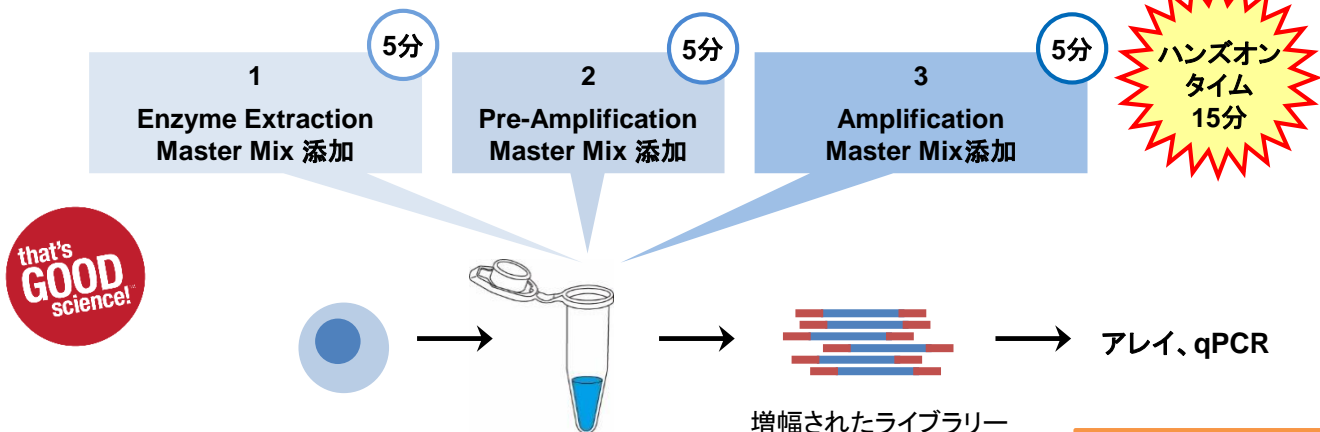 5分
1
Enzyme Extraction
Master Mix 添加
5分
2
Pre-Amplification
Master Mix 添加
5分
3
Amplification
Master Mix添加
ハンズオン
タイム
15分
that's
GOOD
science!
アレイ、qPCR
増幅されたライブラリー